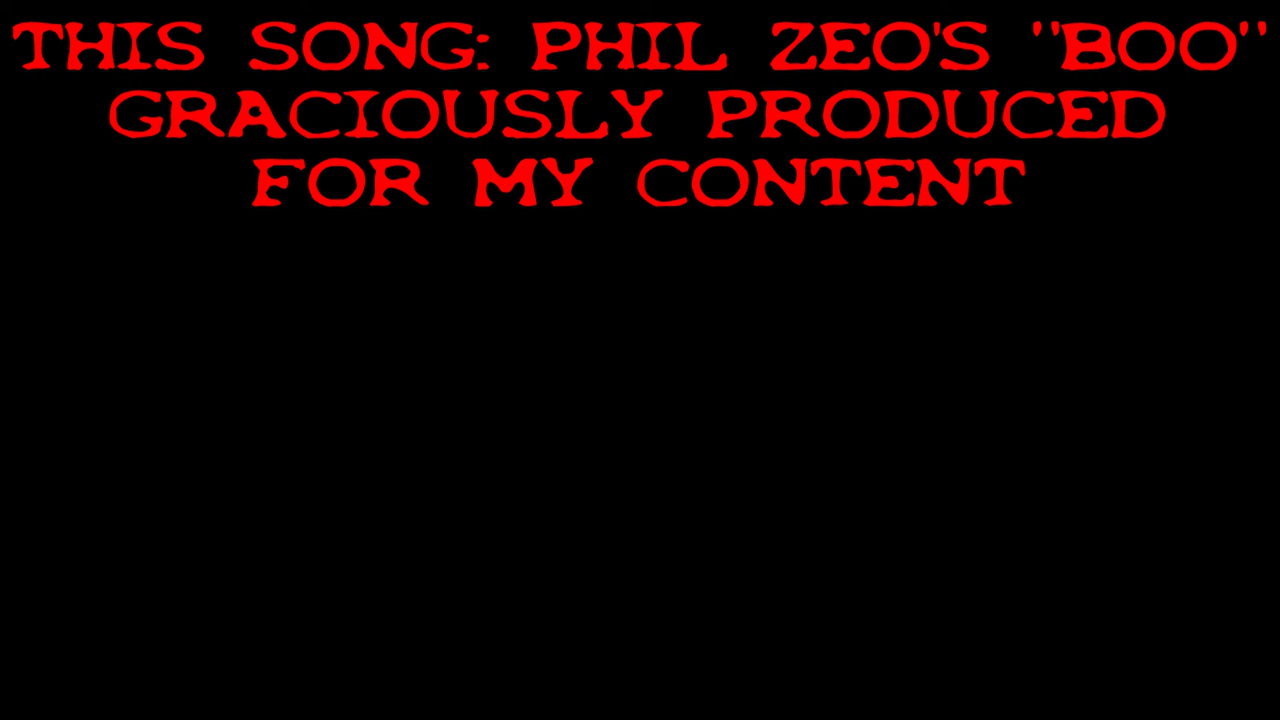 THIS SONG: PHIL ZEO'S "BOO"
GRACIOUSLY PRODUCED
FOR MY CONTENT